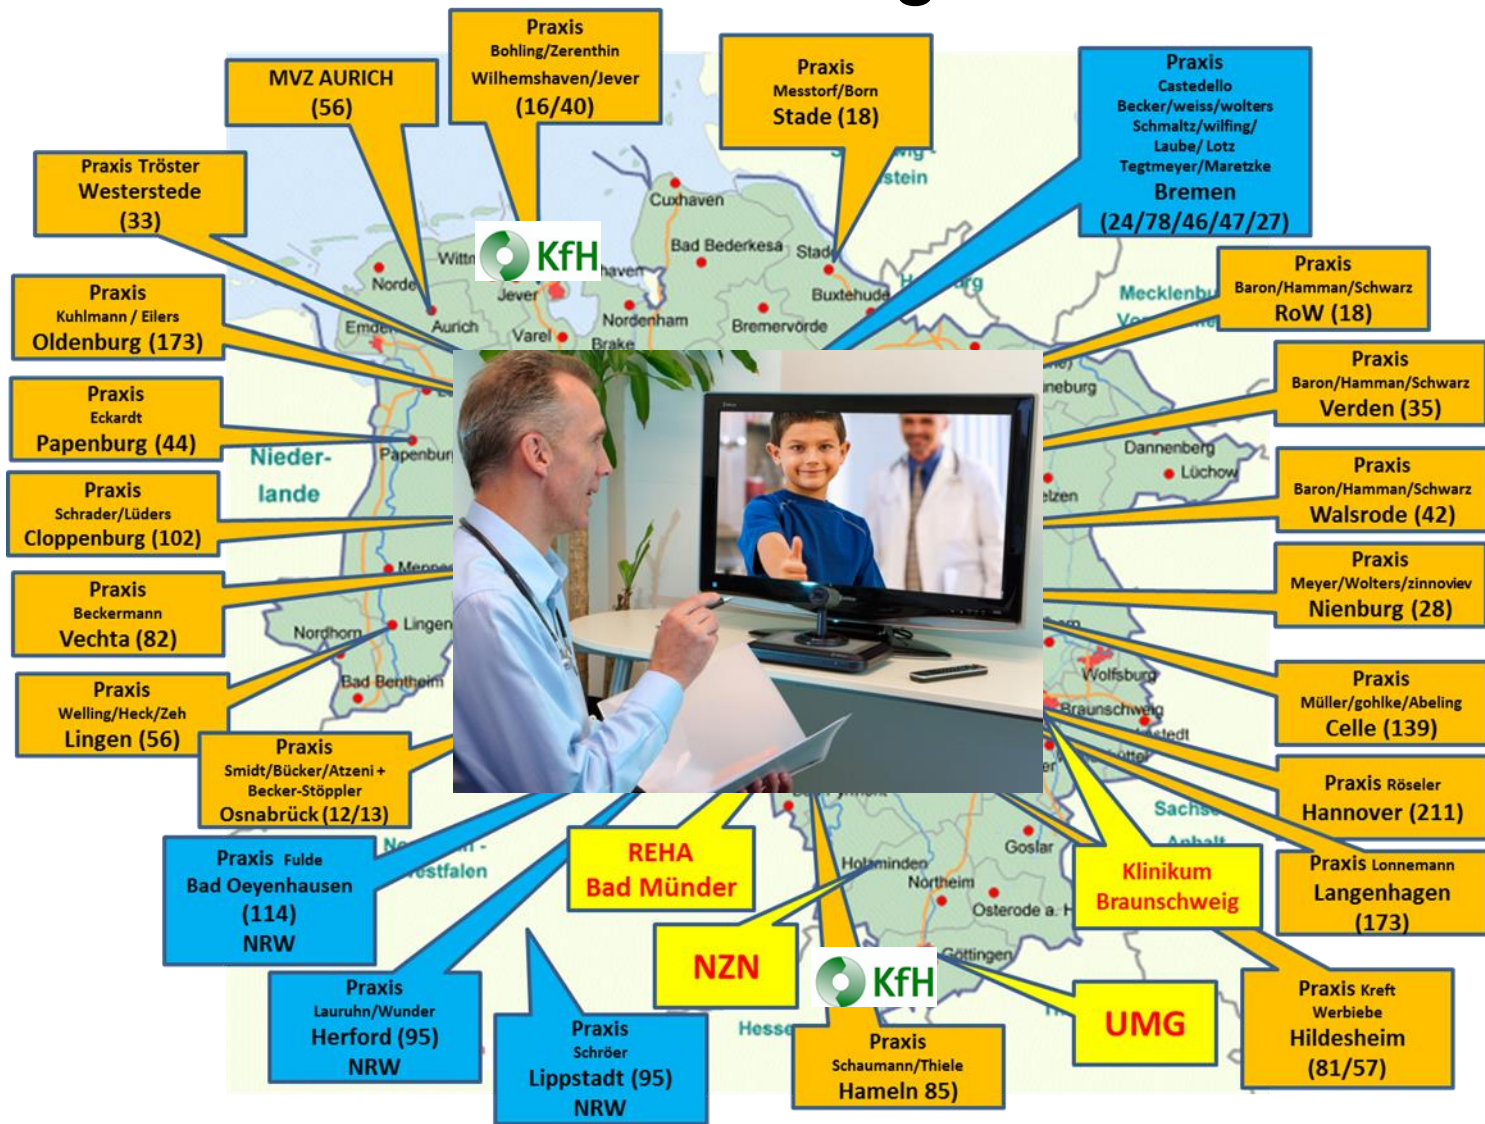 g
Praxis
Bohling/Zerenthin
Wilhemshaven/Jever
(16/40)
MVZ AURICH
(56)
Praxis
Messtorf/Born
Stade (18)
Praxis
Castedello
Becker/weiss/wolters
Schmaltz/wilfing/
Laube/ Lotz
Tegtmeyer/Maretzke
Bremen
(24/78/46/47/27)
Praxis Tröster
Westerstede
(33)
Praxis
Kuhlmann / Eilers
Oldenburg (173)
Praxis
Eckardt
Papenburg (44)
Praxis
Schrader/Lüders
Cloppenburg (102)
Praxis
Beckermann
Vechta (82)
Praxis
Welling/Heck/Zeh
Lingen (56)
Praxis
Smidt/Bücker/Atzeni +
Becker-Stöppler
Osnabrück (12/13)
Praxis Fulde
Bad Oeyenhausen
(114)
NRW
Praxis
Lauruhn/Wunder
Herford (95)
NRW
Praxis
Schröer
Lippstadt (95)
NRW
REHA
Bad Münder
NZN
KfH
Praxis
Schaumann/Thiele
Hameln 85)
UMG
Klinikum
Braunschweig
Praxis
Baron/Hamman/Schwarz
RoW (18)
Praxis
Baron/Hamman/Schwarz
Verden (35)
Praxis
Baron/Hamman/Schwarz
Walsrode (42)
Praxis
Meyer/Wolters/zinnoviev
Nienburg (28)
Praxis
Müller/gohlke/Abeling
Celle (139)
Praxis Röseler
Hannover (211)
Praxis Lonnemann
Langenhagen
(173)
Praxis Kreft
Werbiebe
Hildesheim
(81/57)
KfH
Cuxhaven
Bad Bederkesa
Jever
Nordenham
Bremervörde
Buxtehude
Aurich
Varel
Brake
Nieder-
lande
Nordhorn
Lingen
Bad Bentheim
Dannenberg
Lüchow
Wolfsburg
Braunschweig
Goslar
Holzminden
Northeim
Osterode a. H
Göttingen